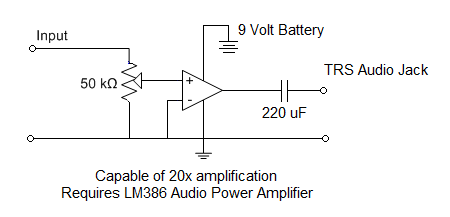 Input
9 Volt Battery
TRS Audio Jack
50 kΩ
+
-
220 uF
Capable of 20x amplification
Requires LM386 Audio Power Amplifier